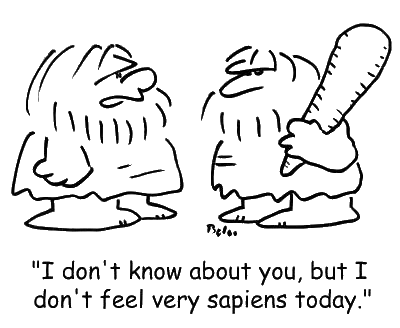 "I don't know about you, but I
don't feel very sapiens today."